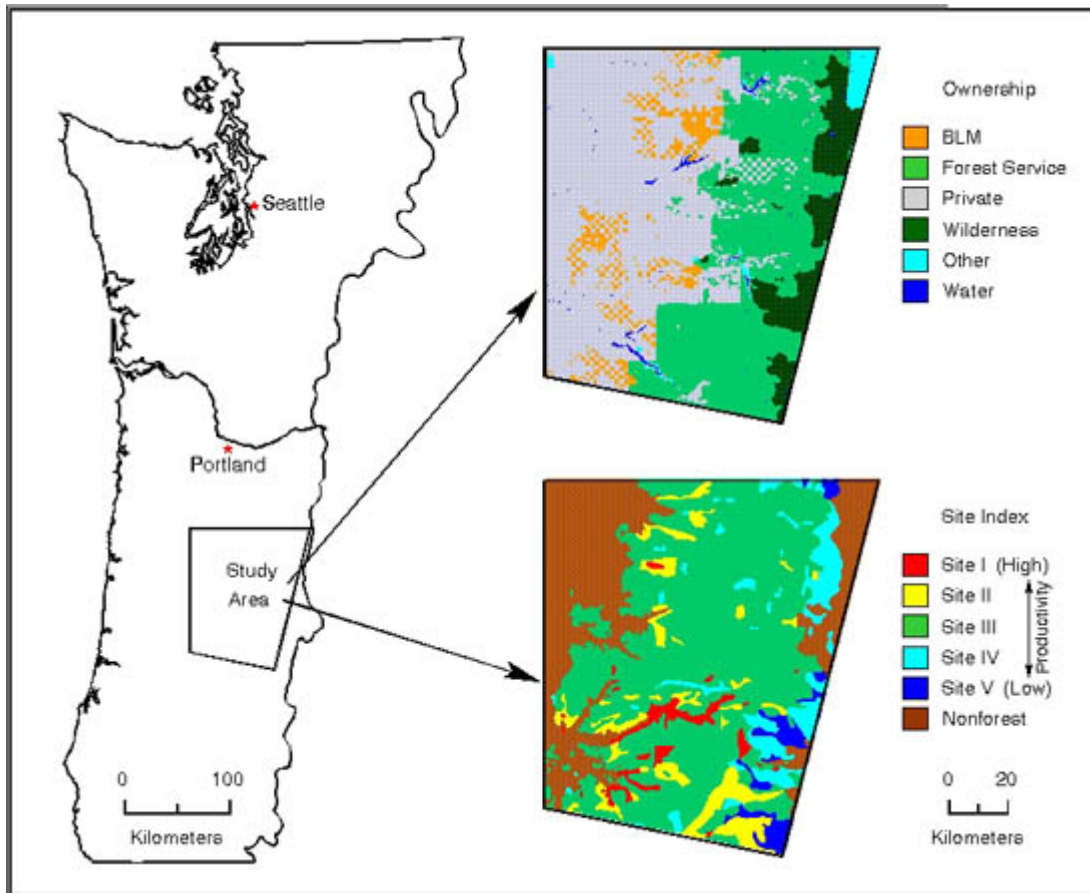 Seattle
Portland
Study
Area
0 100
Kilometers
Ownership
BLM
Forest Service
Private
Wilderness
Other
Water
Site Index
Site I (High)
Site II
Site III
Site IV
Site V (Low)
Nonforest
Productivity
0 20
Kilometers